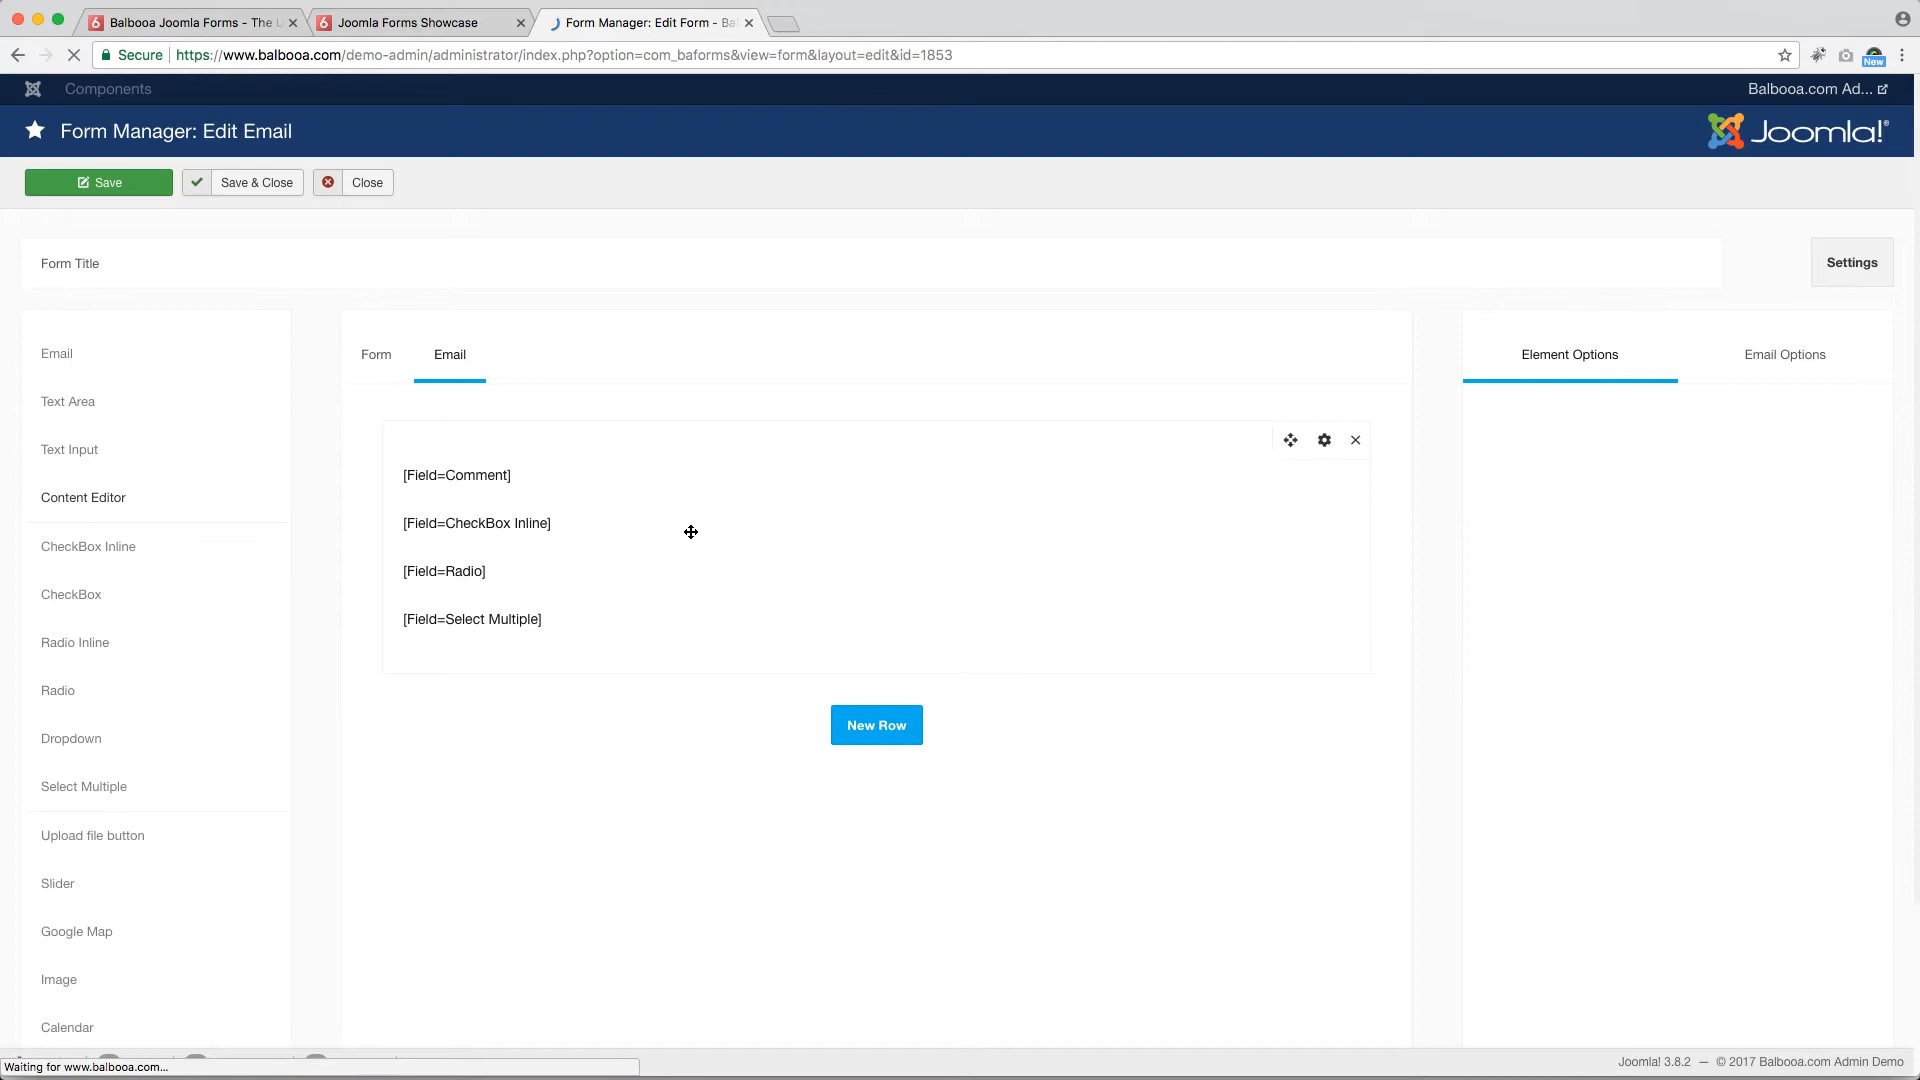 Balbooa Joomla Forms - The U
Joomla Forms Showcase
Form Manager: Edit Form - Ba
Secure
https://www.balbooa.com/demo-admin/administrator/index.php?option=com_baforms&view=form&layout=edit&id=1853
New
Components
Balbooa.com Ad...
Form Manager: Edit Email
Joomla!®
Save
Save & Close
Close
Form Title
Settings
Email
Text Area
Text Input
Content Editor
CheckBox Inline
CheckBox
Radio Inline
Radio
Dropdown
Select Multiple
Upload file button
Slider
Google Map
Image
Calendar
Form
Email
[Field=Comment]
[Field=CheckBox Inline]
[Field=Radio]
[Field=Select Multiple]
New Row
Element Options
Email Options
Waiting for www.balbooa.com...
Joomla! 3.8.2 — © 2017 Balbooa.com Admin Demo